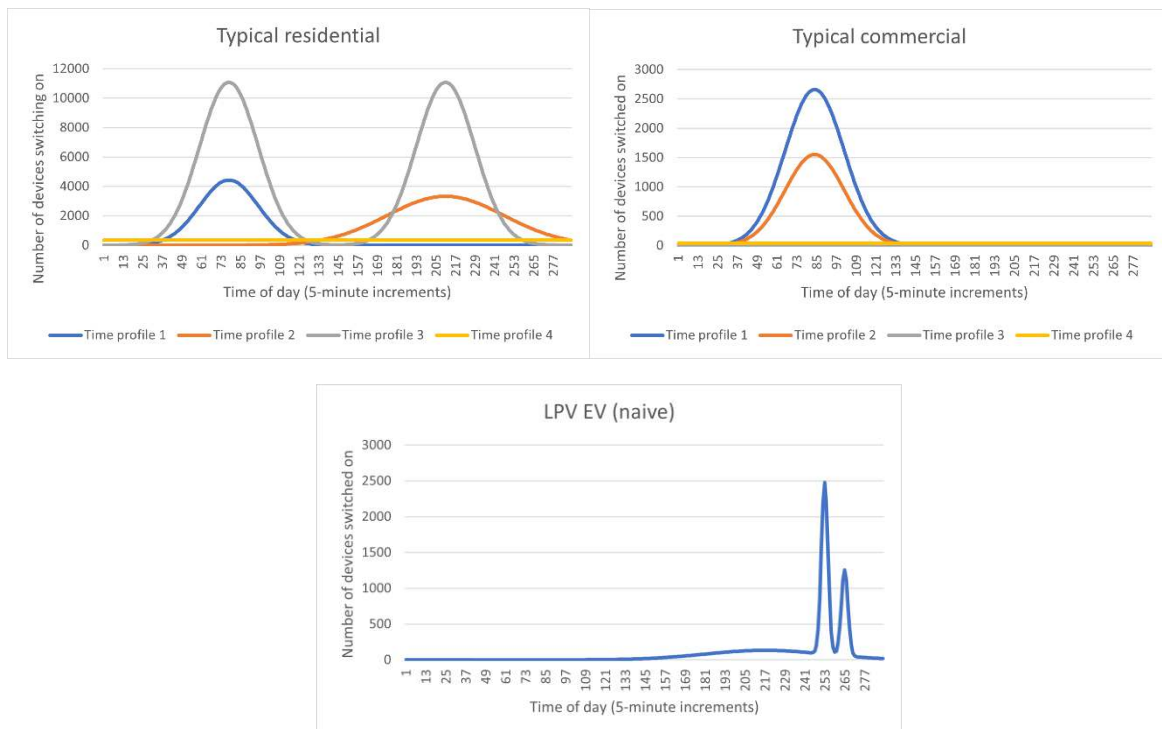 Typical residential
Number of devices switching on
12000
10000
8000
6000
4000
2000
0
1 13 25 37 49 61 73 85 97 109 121 133 145 157 169 181 193 205 217 229 241 253 265 277
Time of day (5-minute increments)
Time profile 1 Time profile 2 Time profile 3 Time profile 4
Typical commercial
Number of devices switched on
3000
2500
2000
1500
1000
500
0
1 13 25 37 49 61 73 85 97 109 121 133 145 157 169 181 193 205 217 229 241 253 265 277
Time of day (5-minute increments)
Time profile 1 Time profile 2 Time profile 3 Time profile 4
LPV EV (naive)
Number of devices switched on
3000
2500
2000
1500
1000
500
0
1 13 25 37 49 61 73 85 97 109 121 133 145 157 169 181 193 205 217 229 241 253 265 277
Time of day (5-minute increments)